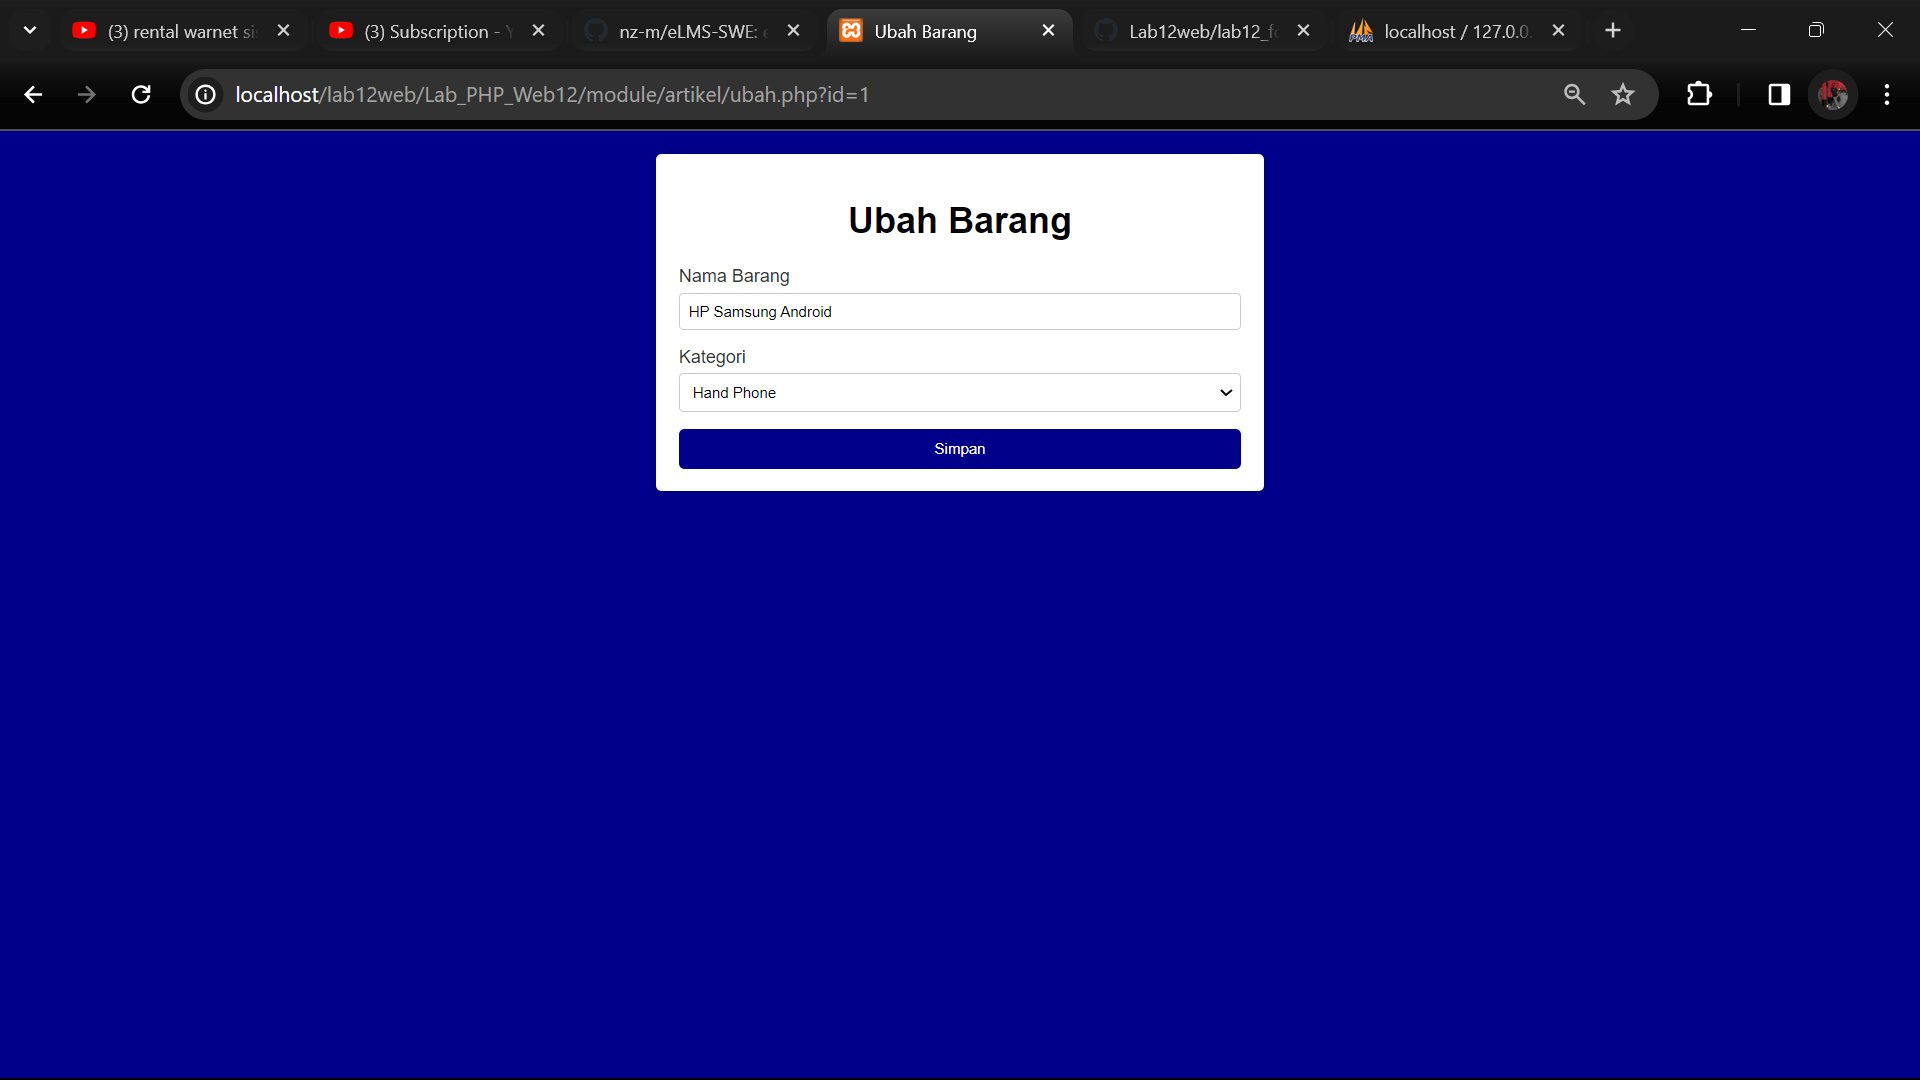 (3) rental warnet si
(3) Subscription - Y
nz-m/eLMS-SWE: e
Ubah Barang
Lab12web/lab12_f
localhost / 127.0.0.
localhost/lab12web/Lab_PHP_Web12/module/artikel/ubah.php?id=1
Ubah Barang
Nama Barang
HP Samsung Android
Kategori
Hand Phone
Simpan